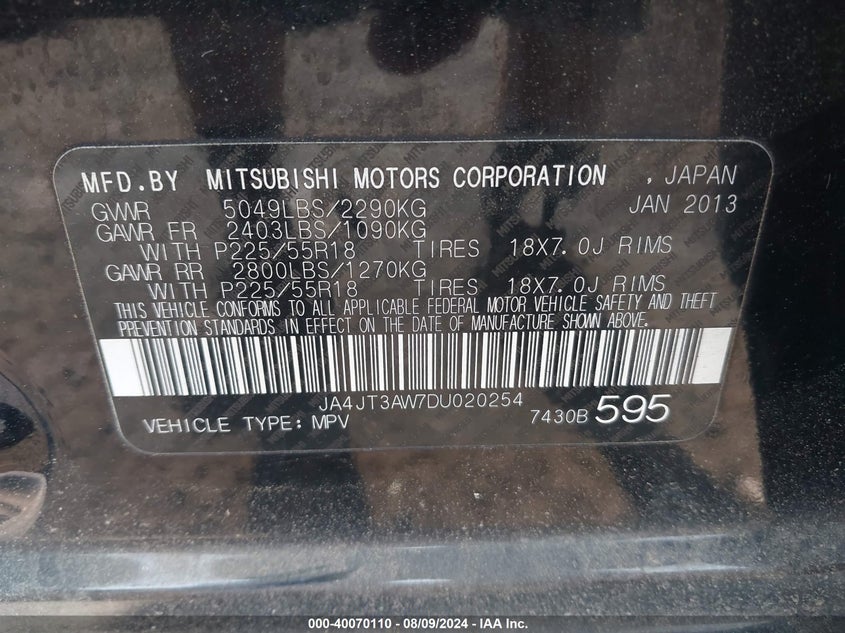 MFD.BY MITSUBISHI MOTORS CORPORATION , JAPAN
GVWR 5049LBS/2290KG JAN 2013
GAWR FR 2403LBS/1090KG
WITH P225/55R18 TIRES 18X7.0J RIMS
GAWR RR 2800LBS/1270KG
WITH P225/55R18 TIRES 18X7.0J RIMS
THIS VEHICLE CONFORMS TO ALL APPLICABLE FEDERAL MOTOR VEHICLE SAFETY AND THEFT
PREVENTION STANDARDS IN EFFECT ON THE DATE OF MANUFACTURE SHOWN ABOVE.
JA4JT3AW7DU020254
VEHICLE TYPE: MPV 7430B 595
000-40070110 - 08/09/2024 - IAA Inc.